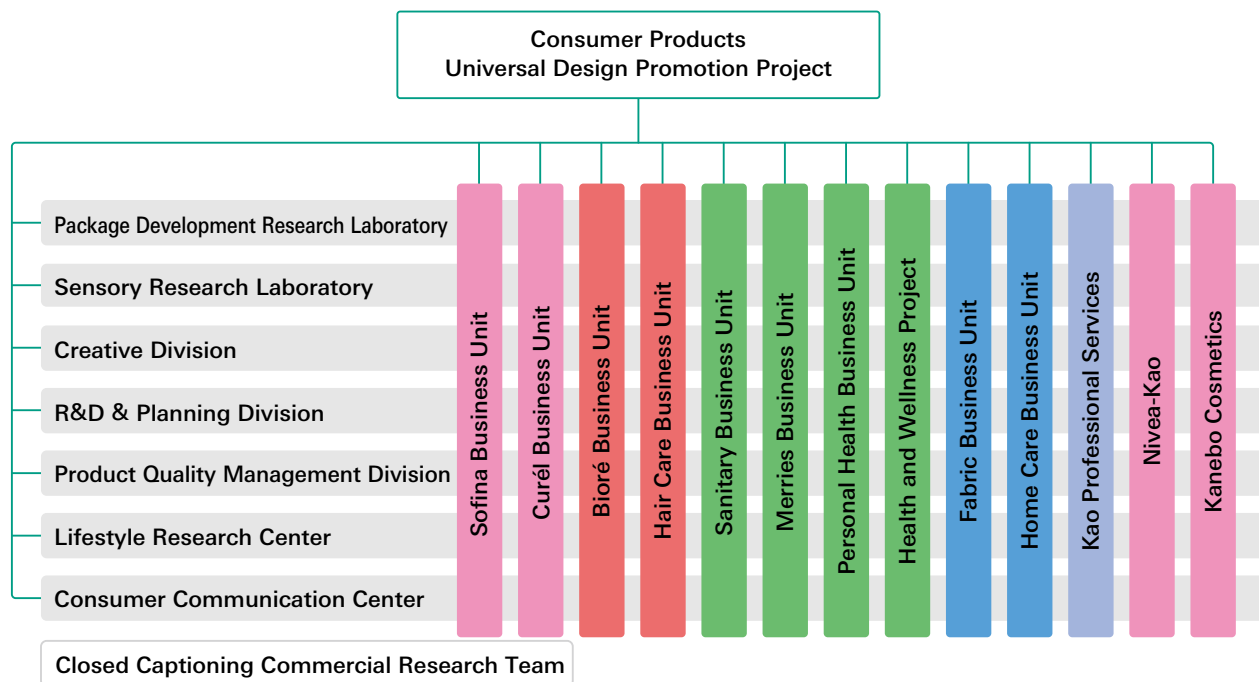 Consumer Products
Universal Design Promotion Project
Package Development Research Laboratory
Sensory Research Laboratory
Creative Division
R&D & Planning Division
Product Quality Management Division
Lifestyle Research Center
Consumer Communication Center
Closed Captioning Commercial Research Team
Sofina Business Unit
Curél Business Unit
Bioré Business Unit
Hair Care Business Unit
Sanitary Business Unit
Merries Business Unit
Personal Health Business Unit
Health and Wellness Project
Fabric Business Unit
Home Care Business Unit
Kao Professional Services
Nivea-Kao
Kanebo Cosmetics